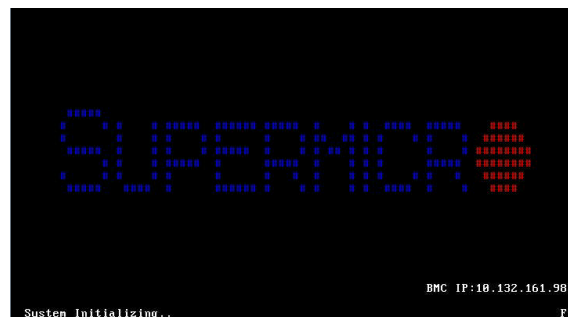 SUPERMICRO
BMC IP:10.132.161.98
System Initializing..
F